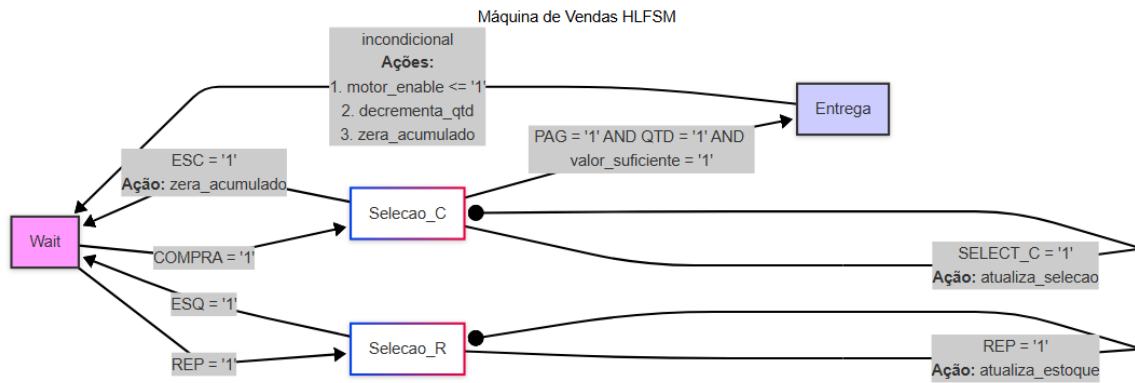 Máquina de Vendas HLFSM
incondicional
Ações:
1. motor_enable <= '1'
2. decrementa_qtd
3. zera_acumulado
Entrega
PAG = '1' AND QTD = '1' AND
valor_suficiente = '1'
ESC = '1'
Ação: zera_acumulado
Selecao_C
Wait
COMPRA = '1'
SELECT_C = '1'
Ação: atualiza_selecao
ESQ = '1'
Selecao_R
REP = '1'
REP = '1'
Ação: atualiza_estoque